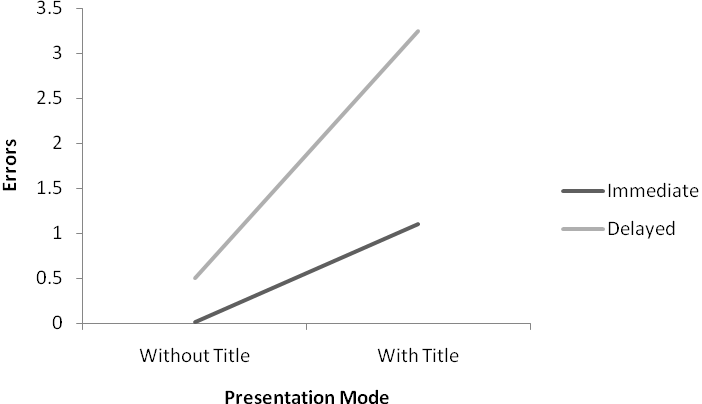 3.5
3
2.5
2
1.5
1
0.5
0
Errors
Without Title
With Title
Presentation Mode
Immediate
Delayed